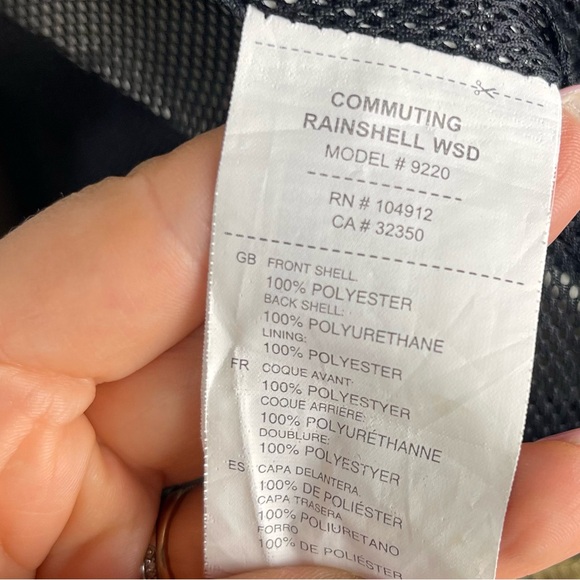 COMMUTING
RAINSHELL WSD
MODEL # 9220
RN # 104912
CA # 32350
GB FRONT SHELL:
100% POLYESTER
BACK SHELL:
100% POLYURETHANE
LINING:
100% POLYESTER
FR COQUE AVANT:
100% POLYESTYER
COQUE ARRIÈRE:
100% POLYURÉTHANNE
DOUBLURE:
100% POLYESTYER
ES CAPA DELANTERA
100% DE POLIÉSTER
CAPA TRASERA
100% POLIURETANO
FORRO
100% DE POLIÉSTER